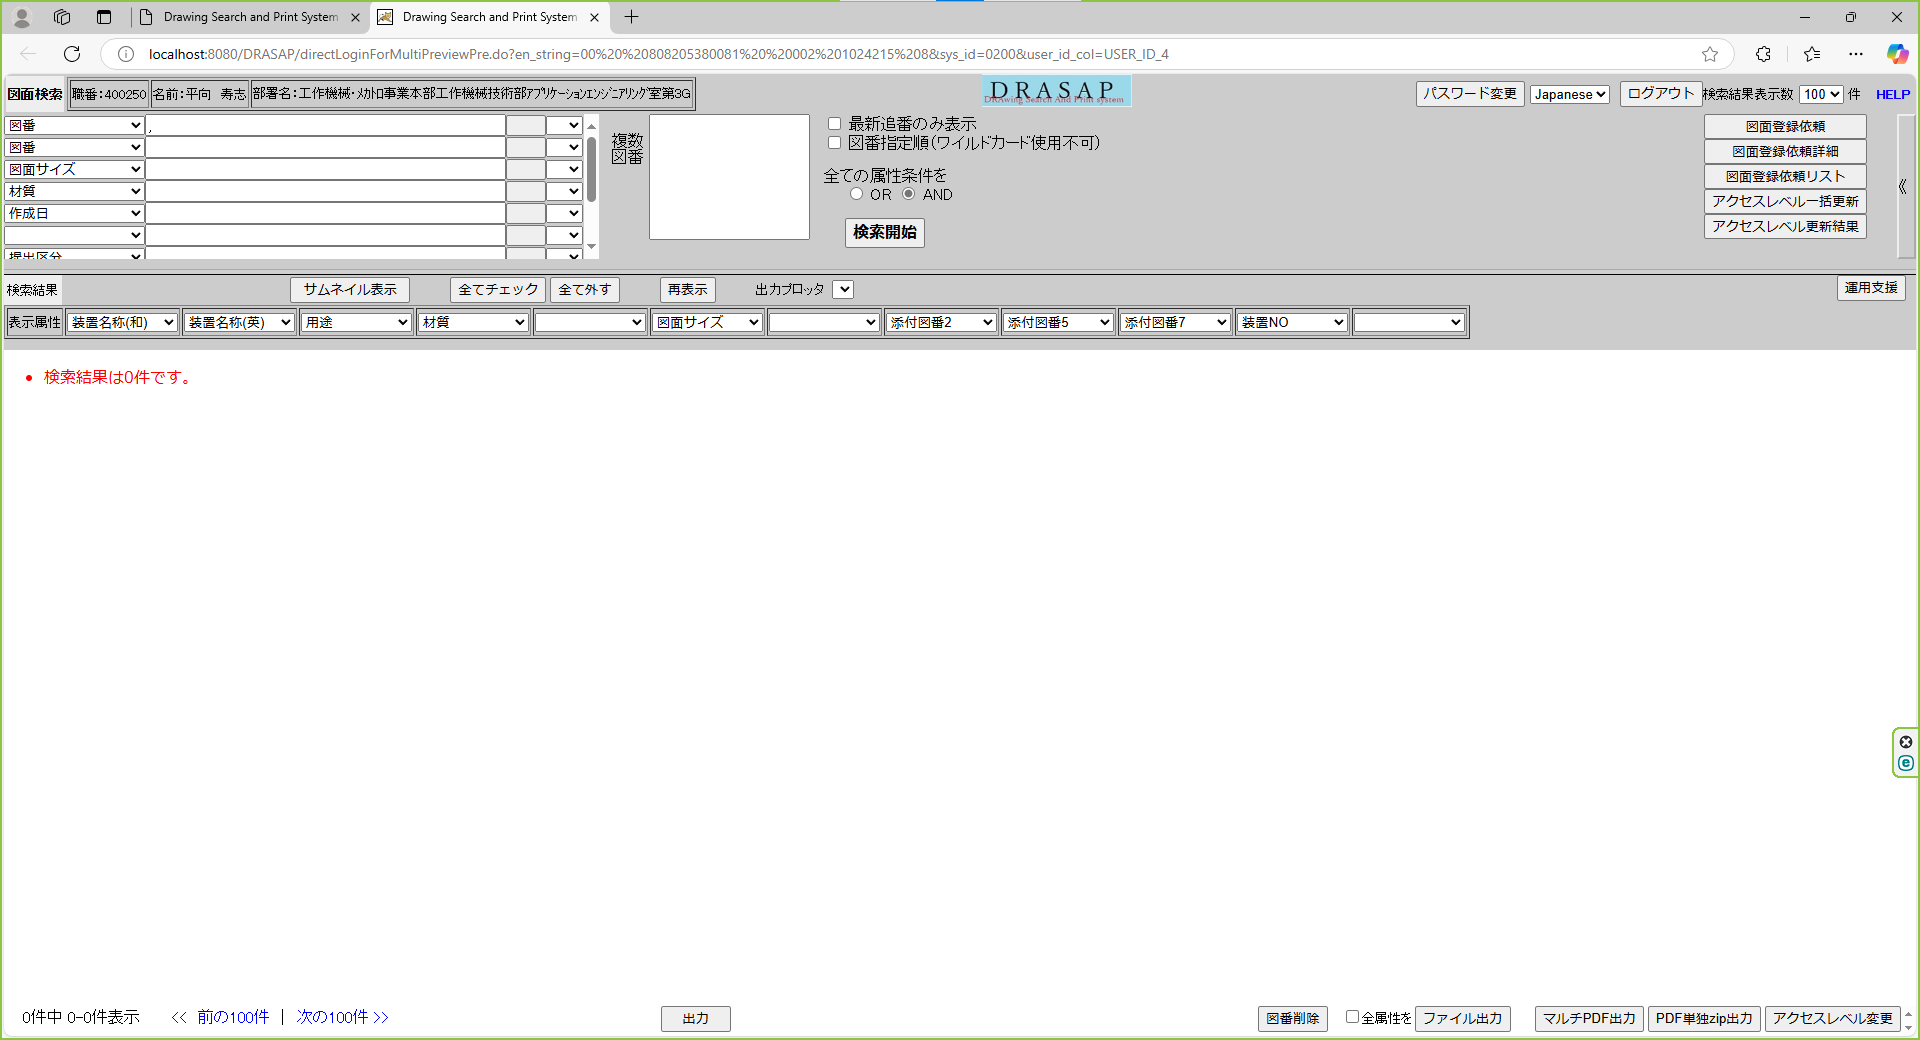 Drawing Search and Print System
Drawing Search and Print System
localhost:8080/DRASAP/directLoginForMultiPreviewPre.do?en_string=00%20%20808205380081%20%20002%201024215%208&sys_id=0200&user_id_col=USER_ID_4
図面検索 職番:400250 名前:平向 寿志 部署名:工作機械・ﾒｶﾄﾛ事業本部工作機械技術部ｱﾌﾟﾘｹｰｼｮﾝｴﾝｼﾞﾆｱﾘﾝｸﾞ室第3G
DRASAP
DRAwing Search And Print system
パスワード変更 Japanese ログアウト 検索結果表示数 100 件 HELP
図番 ,
図番
図面サイズ
材質
作成日
提出区分
複数
図番
最新追番のみ表示
図番指定順(ワイルドカード使用不可)
全ての属性条件を
OR AND
検索開始
図面登録依頼
図面登録依頼詳細
図面登録依頼リスト
アクセスレベル一括更新
アクセスレベル更新結果
《
検索結果 サムネイル表示 全てチェック 全て外す 再表示 出力プロッタ 運用支援
表示属性 装置名称(和) 装置名称(英) 用途 材質 図面サイズ 添付図番2 添付図番5 添付図番7 装置NO
• 検索結果は0件です。
0件中 0-0件表示 << 前の100件 | 次の100件 >> 出力 図番削除 全属性を ファイル出力 マルチPDF出力 PDF単独zip出力 アクセスレベル変更